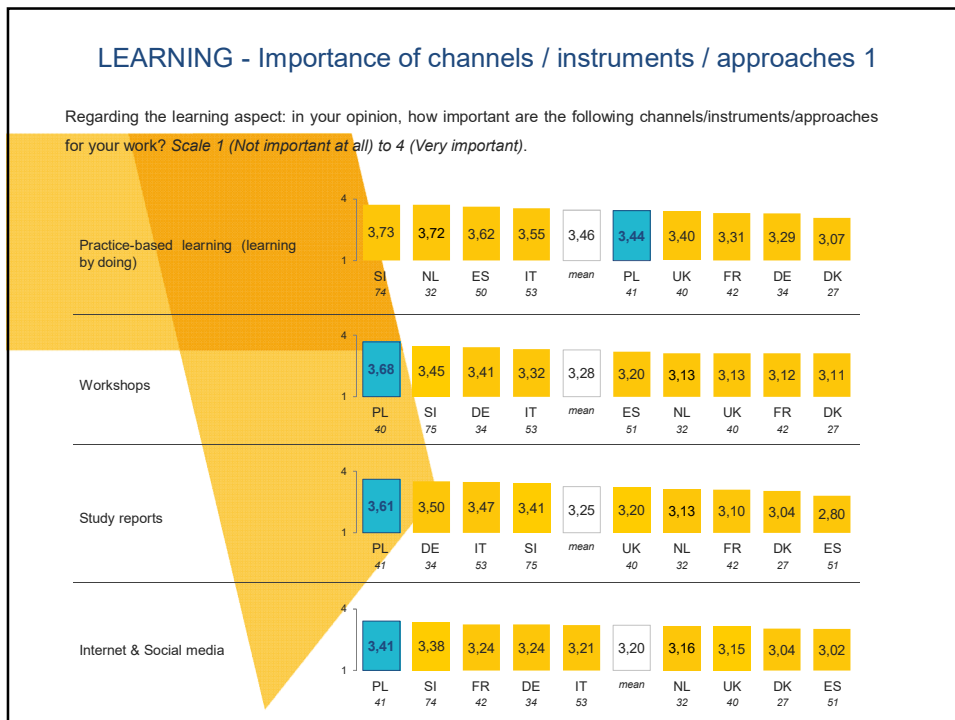 LEARNING - Importance of channels / instruments / approaches 1
Regarding the learning aspect: in your opinion, how important are the following channels/instruments/approaches
for your work? Scale 1 (Not important at all) to 4 (Very important).
4
3,73 3,72 3,62 3,55 3,46 3,44 3,40 3,31 3,29 3,07
Practice-based learning (learning
by doing)
1
SI NL ES IT mean PL UK FR DE DK
74 32 50 53 41 40 42 34 27
4
3,68 3,45 3,41 3,32 3,28 3,20 3,13 3,13 3,12 3,11
Workshops
1
PL SI DE IT mean ES NL UK FR DK
40 75 34 53 51 32 40 42 27
4
3,61 3,50 3,47 3,41 3,25 3,20 3,13 3,10 3,04 2,80
Study reports
1
PL DE IT SI mean UK NL FR DK ES
41 34 53 75 40 32 42 27 51
4
3,41 3,38 3,24 3,24 3,21 3,20 3,16 3,15 3,04 3,02
Internet & Social media
1
PL SI FR DE IT mean NL UK DK ES
41 74 42 34 53 32 40 27 51